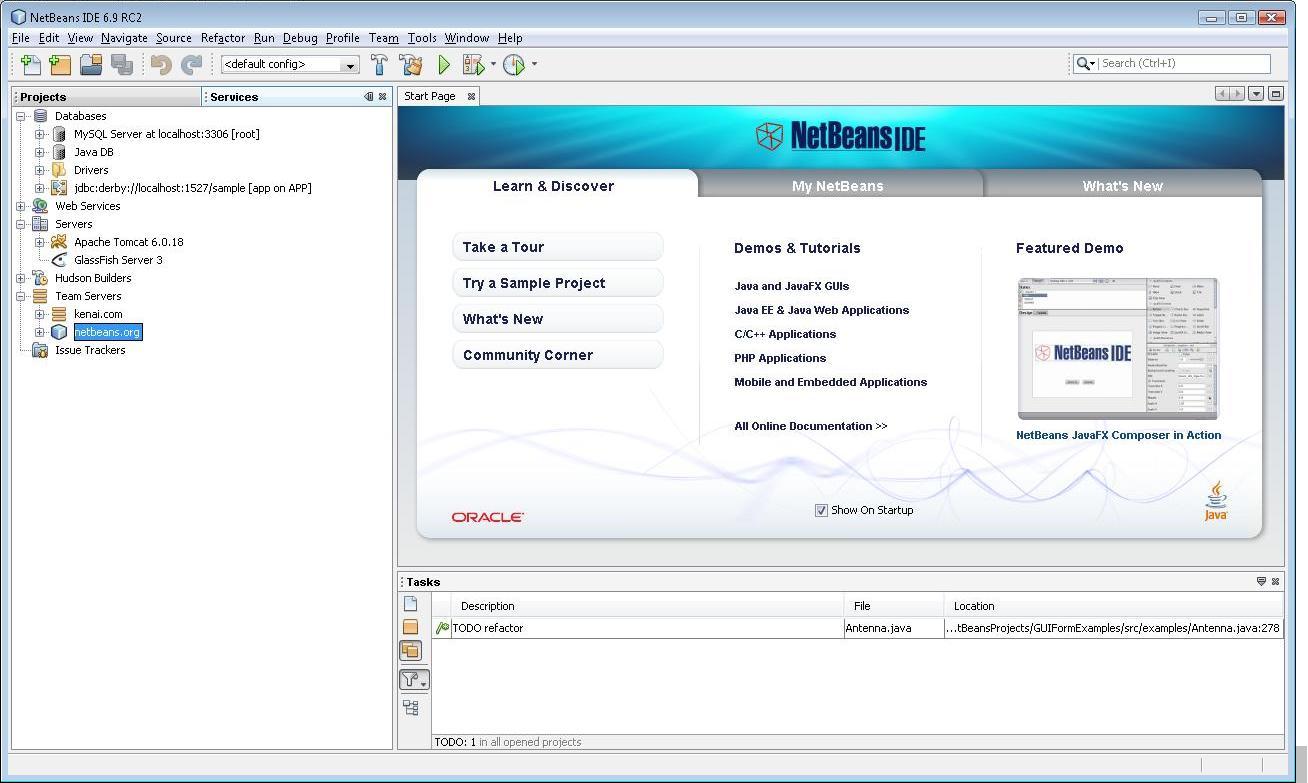 NetBeans IDE 6.9 RC2
File Edit View Navigate Source Refactor Run Debug Profile Team Tools Window Help
<default config>
Search (Ctrl+I)
Projects
Services
Databases
MySQL Server at localhost:3306 [root]
Java DB
Drivers
jdbc:derby://localhost:1527/sample [app on APP]
Web Services
Servers
Apache Tomcat 6.0.18
GlassFish Server 3
Hudson Builders
Team Servers
kenai.com
netbeans.org
Issue Trackers
Start Page
NetBeans IDE
Learn & Discover
My NetBeans
What's New
Take a Tour
Try a Sample Project
What's New
Community Corner
Demos & Tutorials
Java and JavaFX GUIs
Java EE & Java Web Applications
C/C++ Applications
PHP Applications
Mobile and Embedded Applications
All Online Documentation >>
Featured Demo
NetBeans IDE
NetBeans JavaFX Composer in Action
ORACLE
Show On Startup
Java
Tasks
Description File Location
TODO refactor Antenna.java ...tBeansProjects/GUIFormExamples/src/examples/Antenna.java:278
TODO: 1 in all opened projects